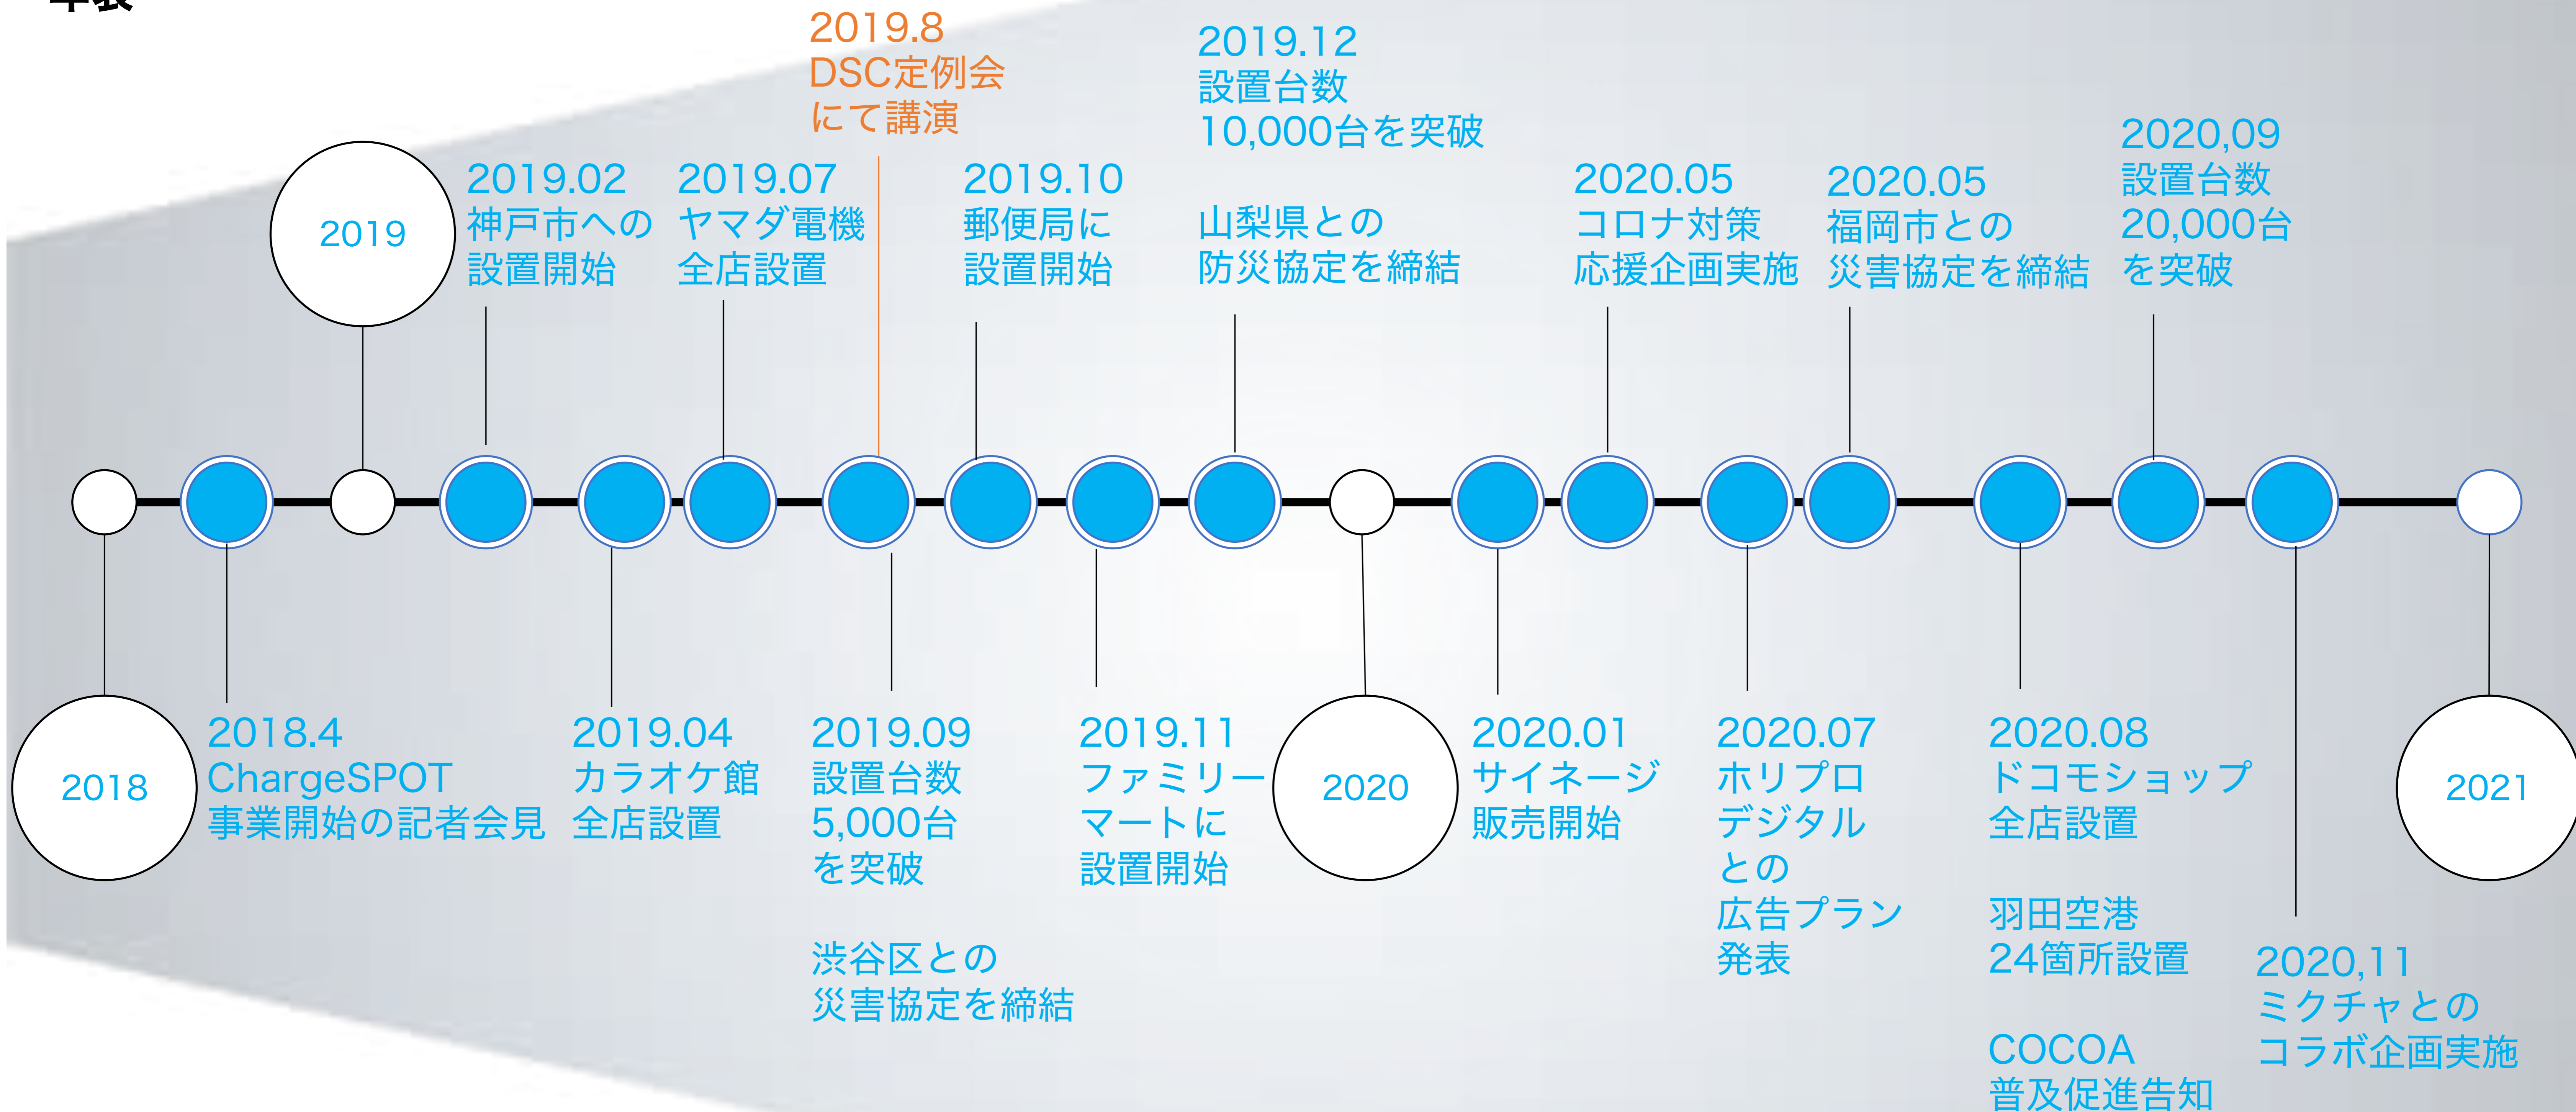 年表
2019.8
DSC定例会
にて講演
2019.12
設置台数
10,000台を突破
山梨県との
防災協定を締結
2019
2019.02
神戸市への
設置開始
2019.07
ヤマダ電機
全店設置
2019.10
郵便局に
設置開始
2020.05
コロナ対策
応援企画実施
2020.05
福岡市との
災害協定を締結
2020,09
設置台数
20,000台
を突破
2018
2018.4
ChargeSPOT
事業開始の記者会見
2019.04
カラオケ館
全店設置
2019.09
設置台数
5,000台
を突破
渋谷区との
災害協定を締結
2019.11
ファミリー
マートに
設置開始
2020
2020.01
サイネージ
販売開始
2020.07
ホリプロ
デジタル
との
広告プラン
発表
2020.08
ドコモショップ
全店設置
羽田空港
24箇所設置
COCOA
普及促進告知
2020,11
ミクチャとの
コラボ企画実施
2021